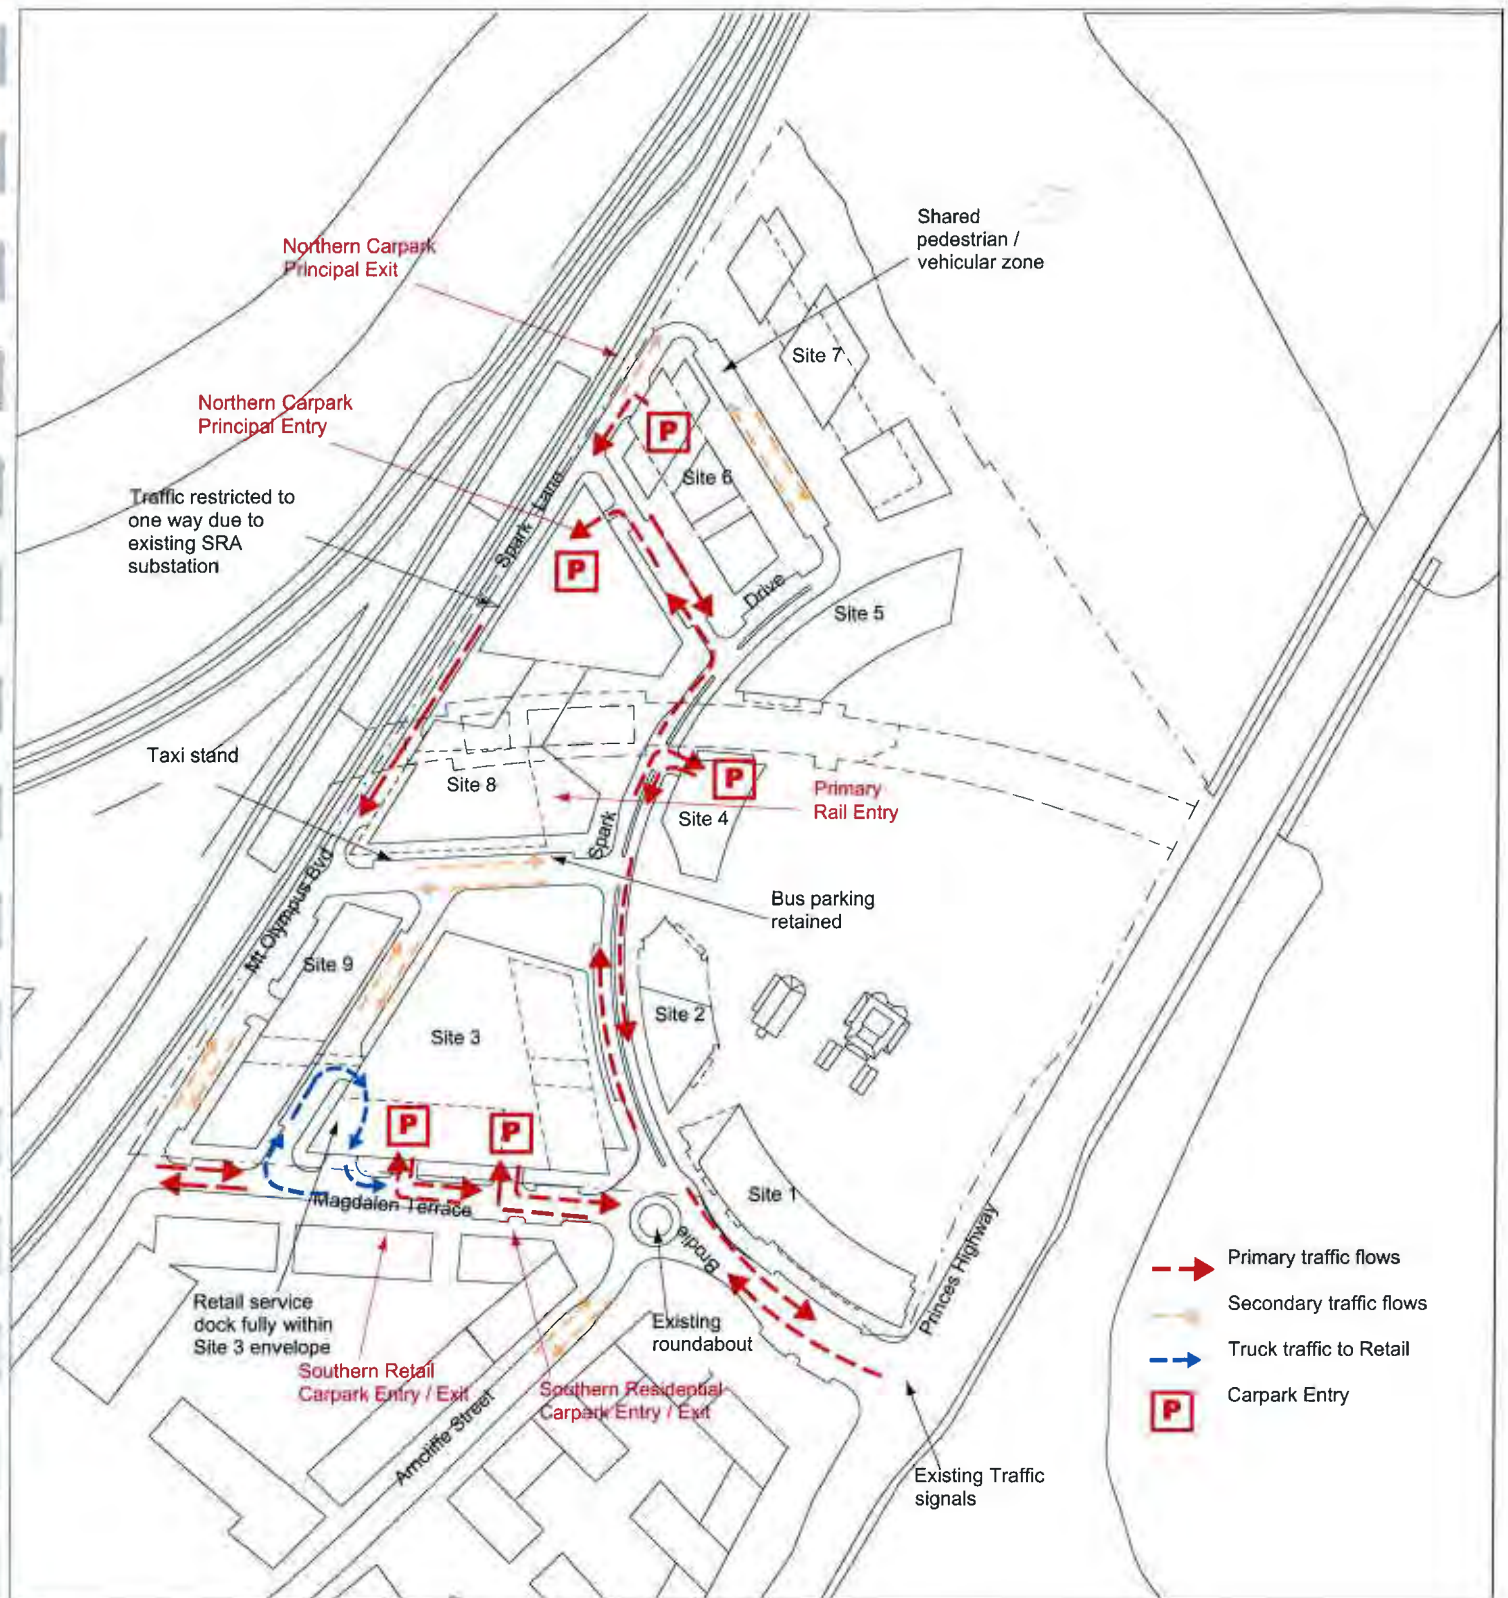 Shared
pedestrian /
vehicular zone
Northern Carpark
Principal Exit
Site 7
Northern Carpark
Principal Entry
P
Site 6
Traffic restricted to
one way due to
existing SRA
substation
Spark Lane
P
Drive
Site 5
Taxi stand
Site 8
P
Primary
Rail Entry
Site 4
Spark
Mt Olympus Blvd
Bus parking
retained
Site 9
Site 3
Site 2
P
P
Site 1
Magdalen Terrace
Brodie
Princes Highway
Primary traffic flows
Retail service
dock fully within
Site 3 envelope
Existing
roundabout
Secondary traffic flows
Truck traffic to Retail
Southern Retail
Carpark Entry / Exit
Southern Residential
Carpark Entry / Exit
P
Carpark Entry
Arncliffe Street
Existing Traffic
signals